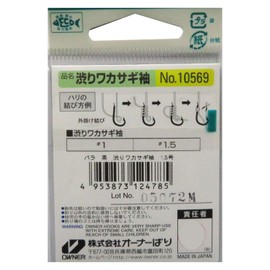 品名 渋りワカサギ袖 No.10569
ハリの
結び方例
外掛け結び
■渋りワカサギ袖
#1 #1.5
バラ 茶 渋りワカサギ袖 1.5号
4 953873 124785
Lot No. 05072M
OWNER HOOKS ARE VERY SHARP USE
WITH EXTREME CARE, KEEP OUT OF
REACH OF SMALL CHILDREN.
MADE IN JAPAN
責任者
OWNER
株式会社オーナーばり